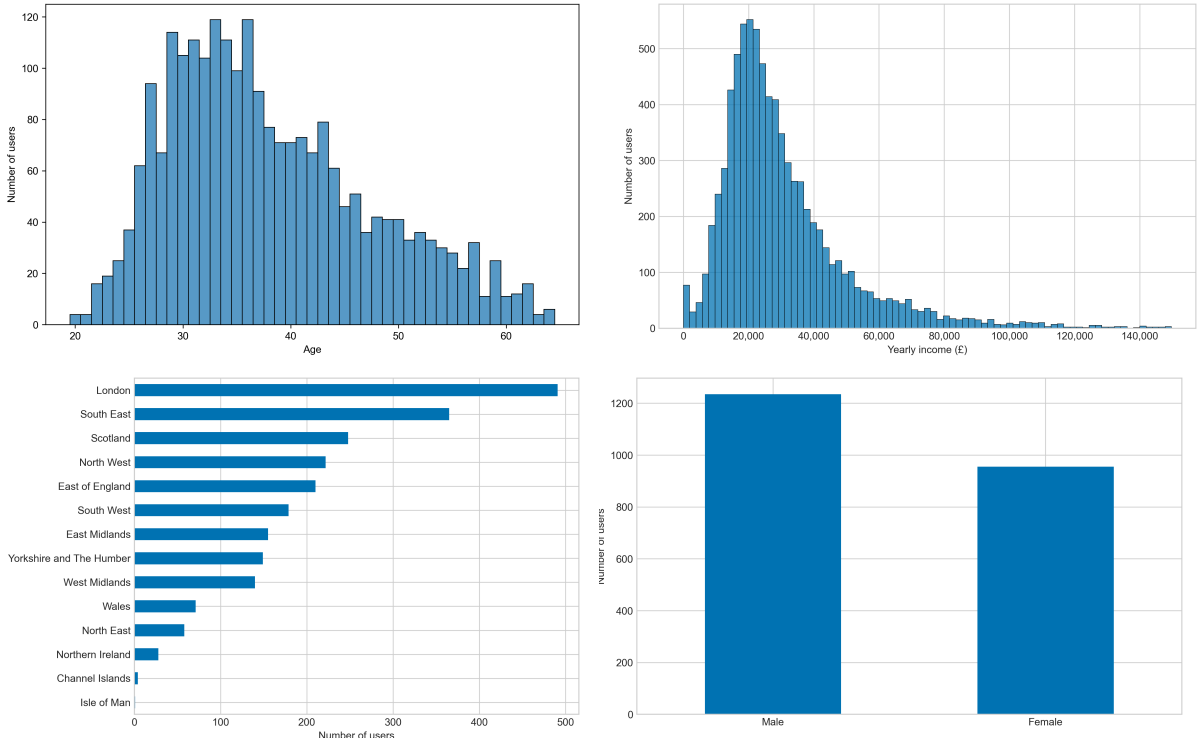 Number of users
120
100
80
60
40
20
0
20 30 40 50 60
Age
Number of users
500
400
300
200
100
0
0 20,000 40,000 60,000 80,000 100,000 120,000 140,000
Yearly income (£)
London
South East
Scotland
North West
East of England
South West
East Midlands
Yorkshire and The Humber
West Midlands
Wales
North East
Northern Ireland
Channel Islands
Isle of Man
0 100 200 300 400 500
Number of users
Number of users
1200
1000
800
600
400
200
0
Male Female